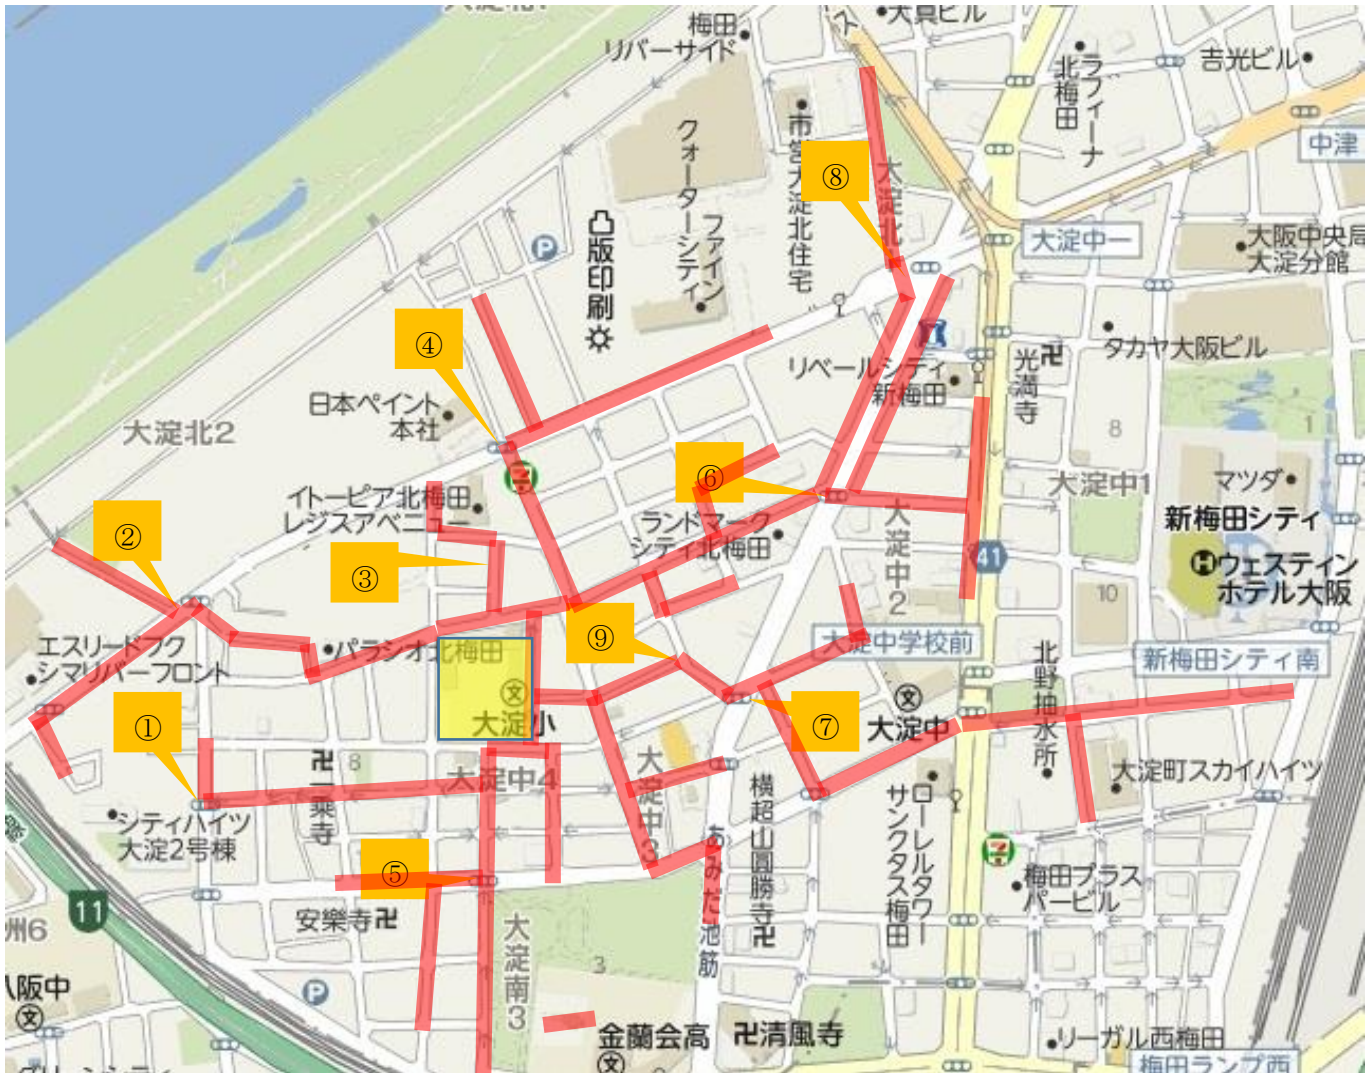 梅田
リバーサイド
大具ビル
ラフィーナ
北梅田
吉光ビル
中津
クォーターシティ
ファイン
市営大淀北住宅
⑧
大淀北
大淀中一
大阪中央局
大淀分館
凸版印刷
④
日本ペイント
本社
大淀北2
リベールシティ
新梅田
光満寺
タカヤ大阪ビル
8
1
イトーピア北梅田
レジスアベニュー
⑥
ランドマーク
シティ北梅田
大淀中2
大淀中1
マツダ
新梅田シティ
ウェスティン
ホテル大阪
41
10
②
③
⑨
エスリードフク
シマリバーフロント
パラシオ北梅田
大淀中学校前
北野抽水所
新梅田シティ南
①
文
大淀小
⑦
文
大淀中
8
一乗寺
大淀中4
大淀中3
横超山圓勝寺
ローレルタワー
サンクタス梅田
大淀町スカイハイツ
シティハイツ
大淀2号棟
⑤
あみだ池筋
梅田プラス
パービル
11
安樂寺
大淀南3
3
P
金蘭会高
文
清風寺
リーガル西梅田
梅田ランプ西
八阪中
文